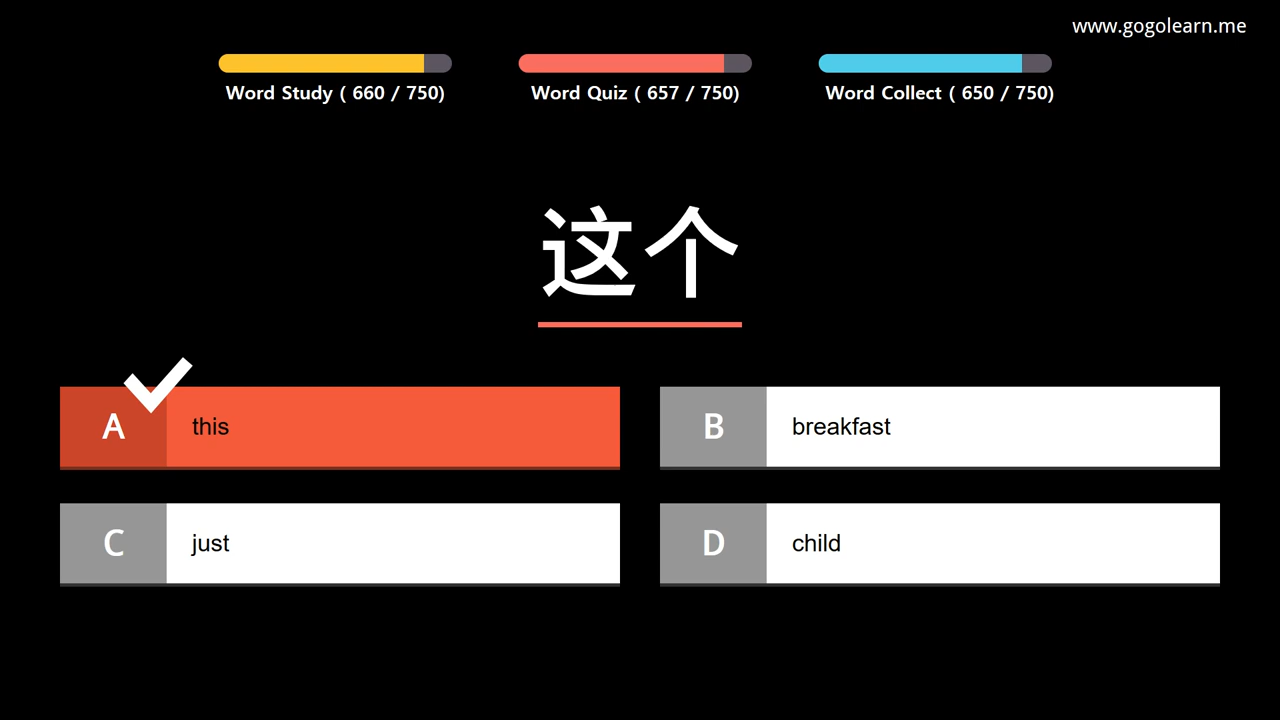 www.gogolearn.me
Word Study ( 660 / 750)
Word Quiz ( 657 / 750)
Word Collect ( 650 / 750)
这个
A this
B breakfast
C just
D child